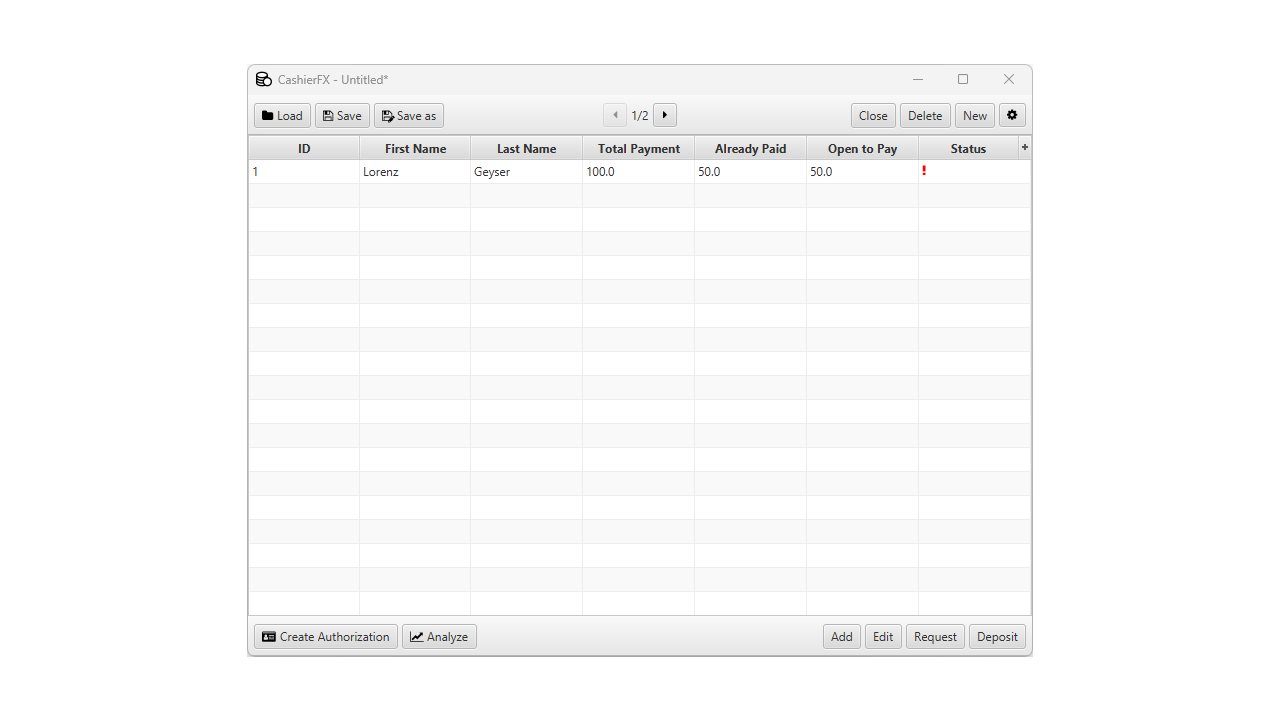 CashierFX - Untitled*
Load Save Save as 1/2 Close Delete New
ID First Name Last Name Total Payment Already Paid Open to Pay Status +
1 Lorenz Geyser 100.0 50.0 50.0 !
Create Authorization Analyze Add Edit Request Deposit